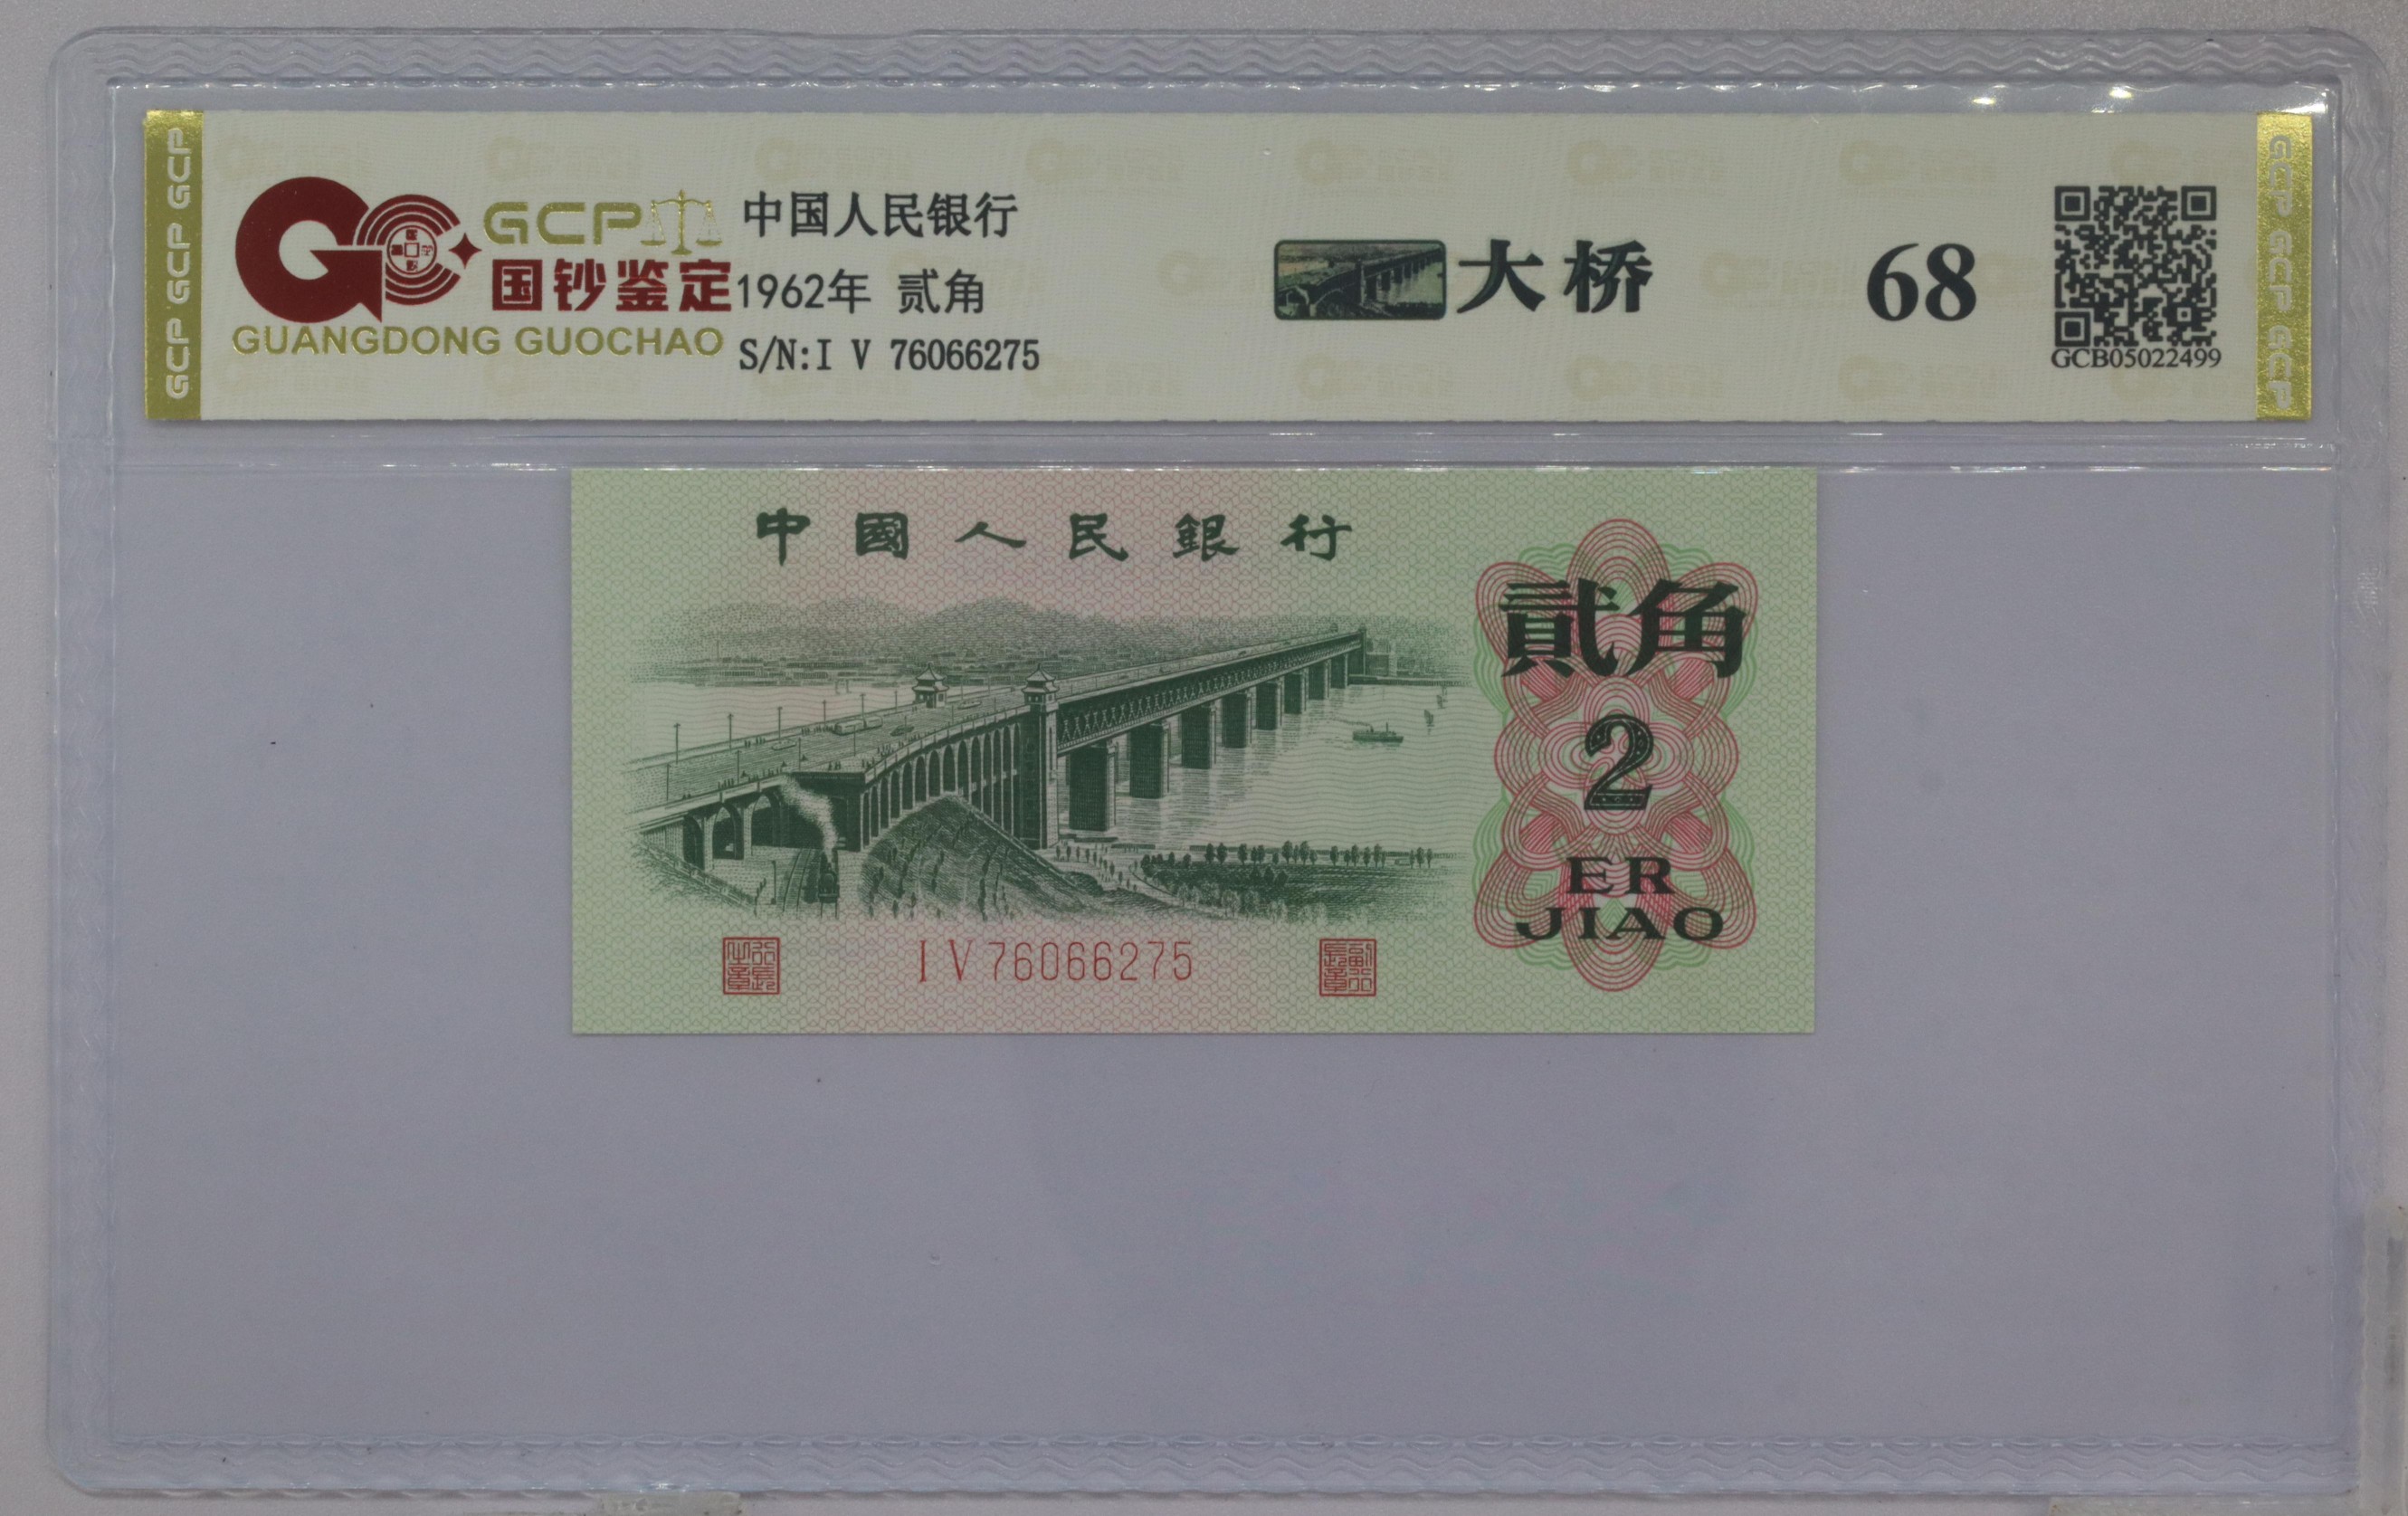 GCP GCP GCP
GCP
国钞鉴定
GUANGDONG GUOCHAO
中国人民银行
1962年 贰角
S/N:I V 76066275
大桥
68
GCB05022499
GCP GCP GCP
中國人民銀行
貳角
2
ER
JIAO
I V 76066275